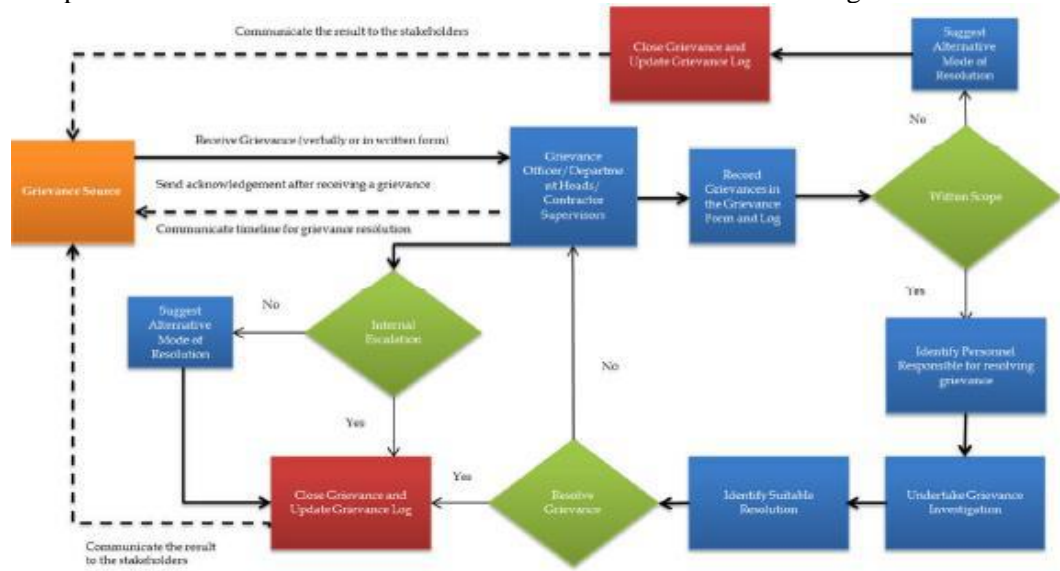 Communicate the result to the stakeholders
Close Grievance and
Update Grievance Log
Suggest
Alternative
Mode of
Resolution
No
Receive Grievance (verbally or in written form)
Grievance Source
Send acknowledgement after receiving a grievance
Communicate timeline for grievance resolution
Grievance
Officer/Departme
nt Heads/
Contractor
Supervisors
Record
Grievances in
the Grievance
Form and Log
Within Scope
Yes
Suggest
Alternative
Mode of
Resolution
No
Internal
Escalation
No
Identify Personnel
Responsible for resolving
grievance
Yes
Close Grievance and
Update Grievance Log
Yes
Resolve
Grievance
Identify Suitable
Resolution
Undertake Grievance
Investigation
Communicate the result
to the stakeholders